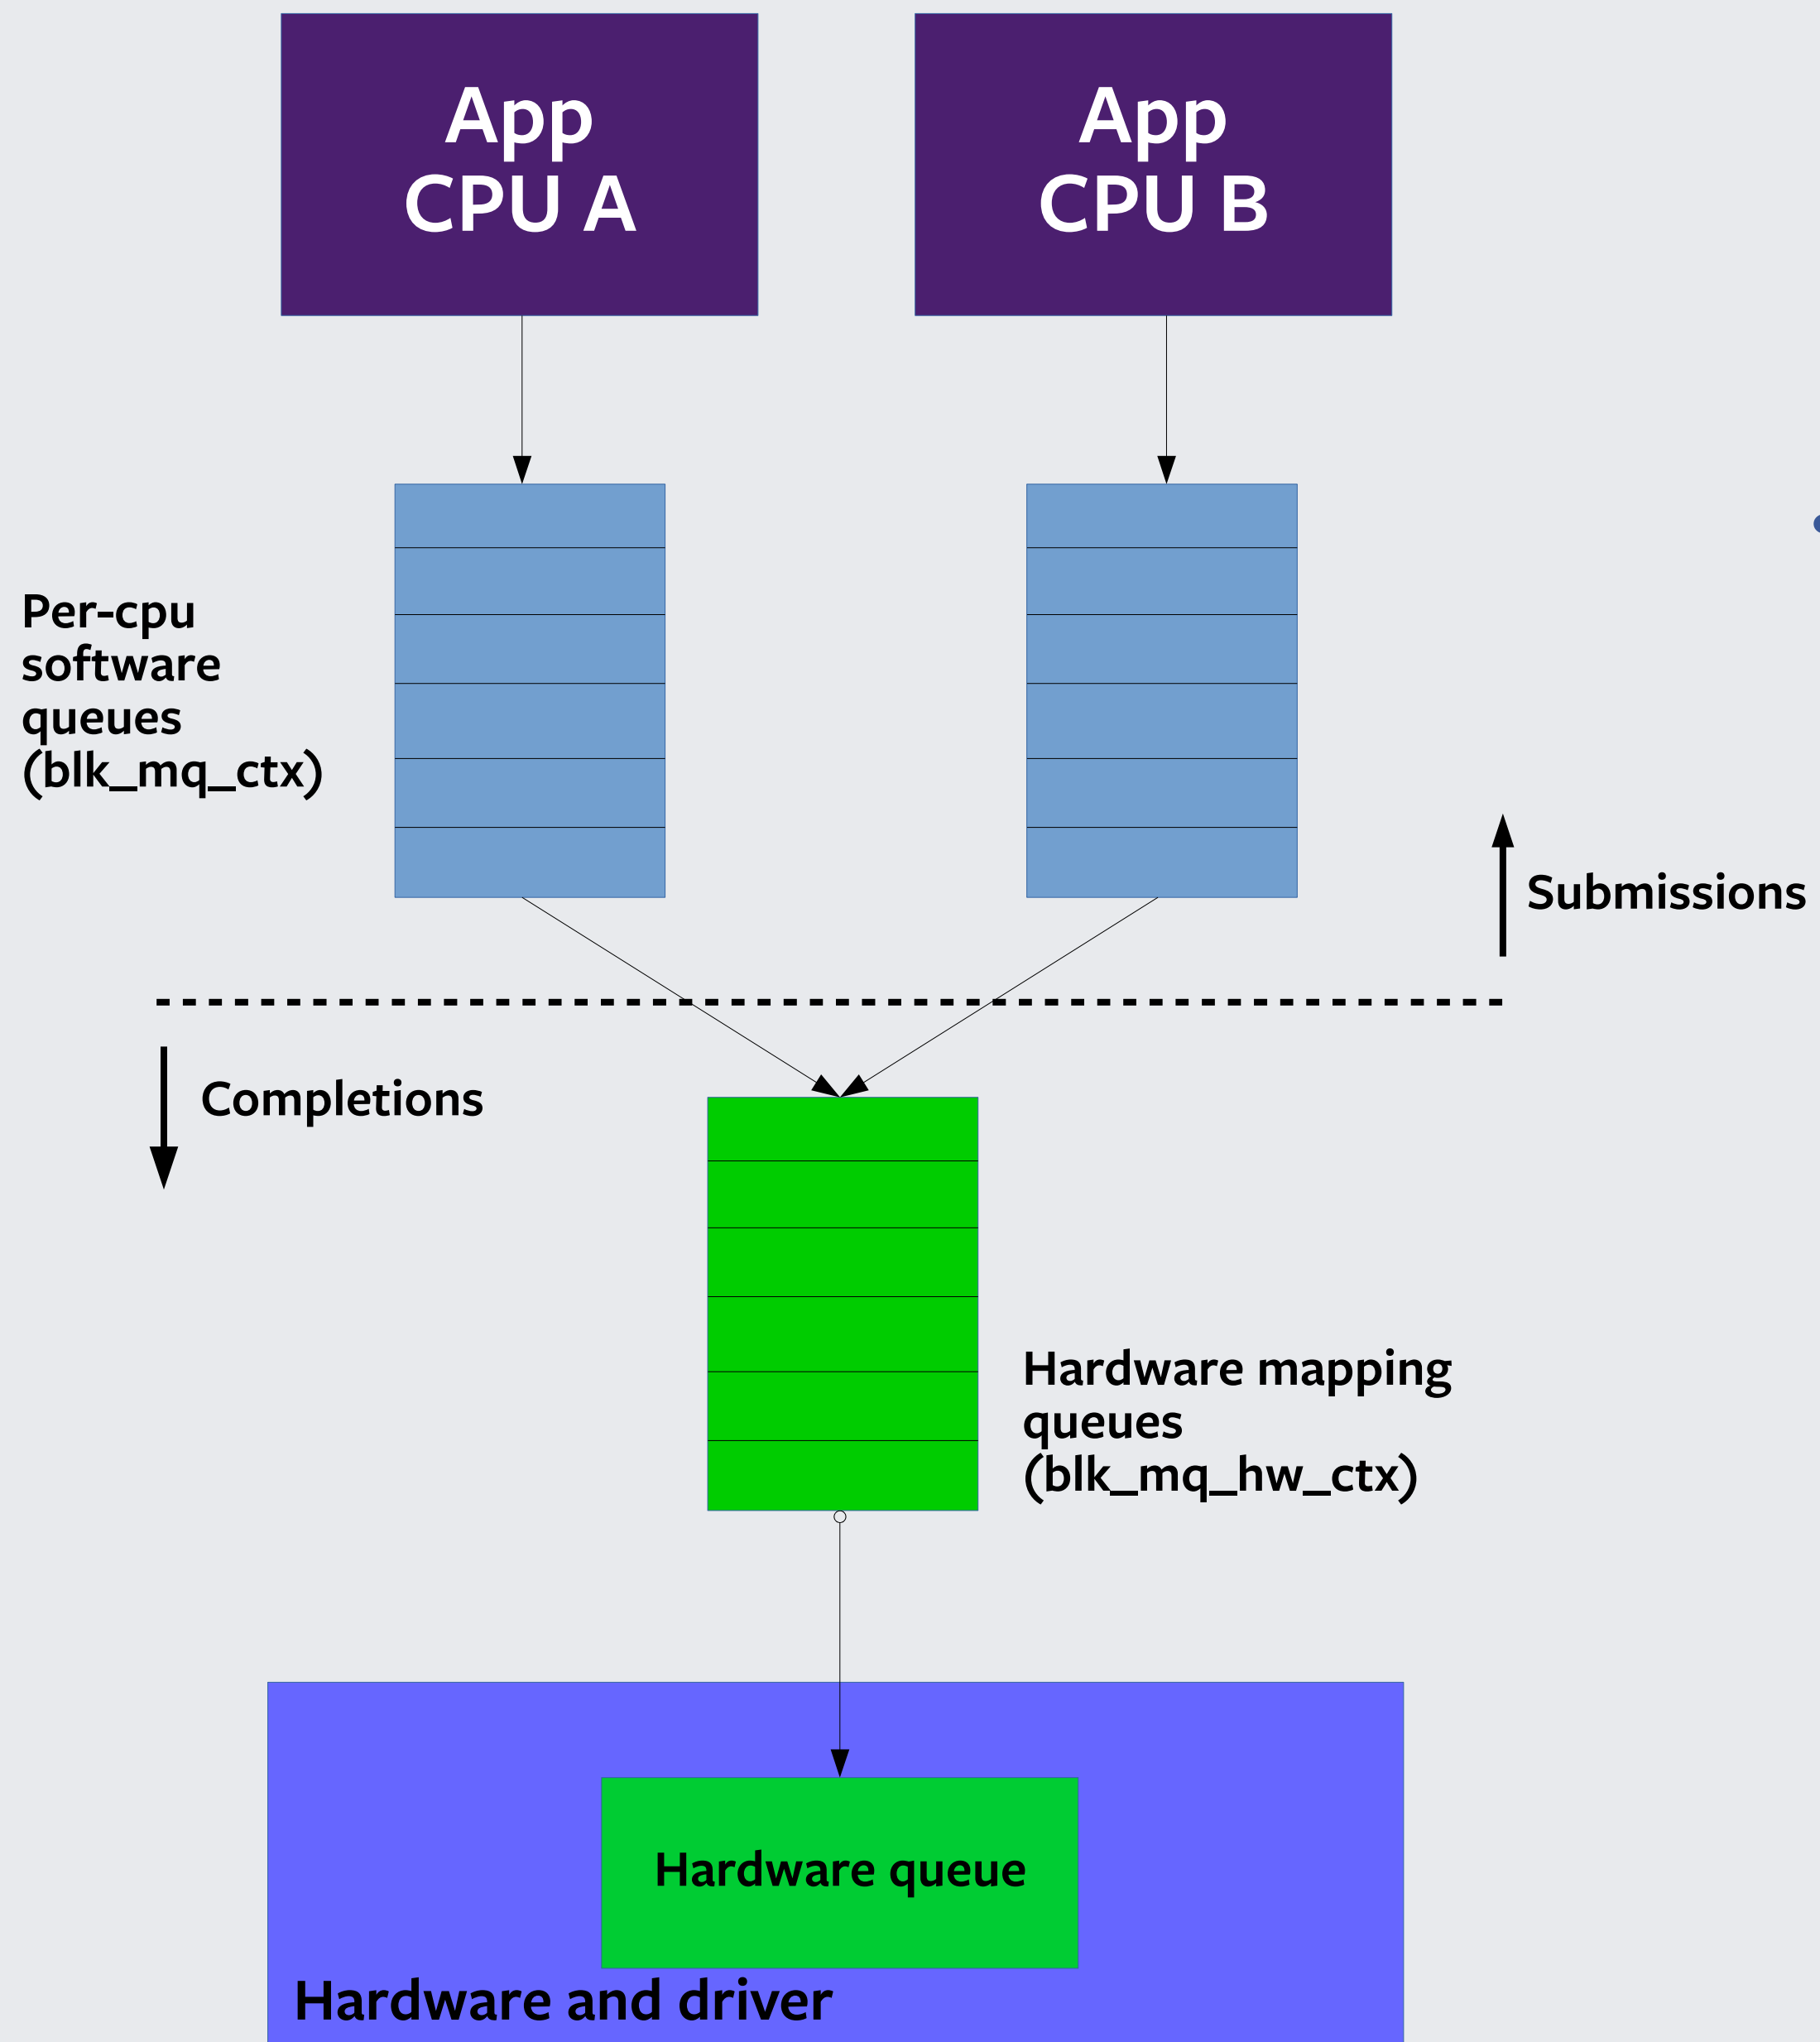 App
CPU A
App
CPU B
Per-cpu
software
queues
(blk_mq_ctx)
Submissions
Completions
Hardware mapping
queues
(blk_mq_hw_ctx)
Hardware queue
Hardware and driver